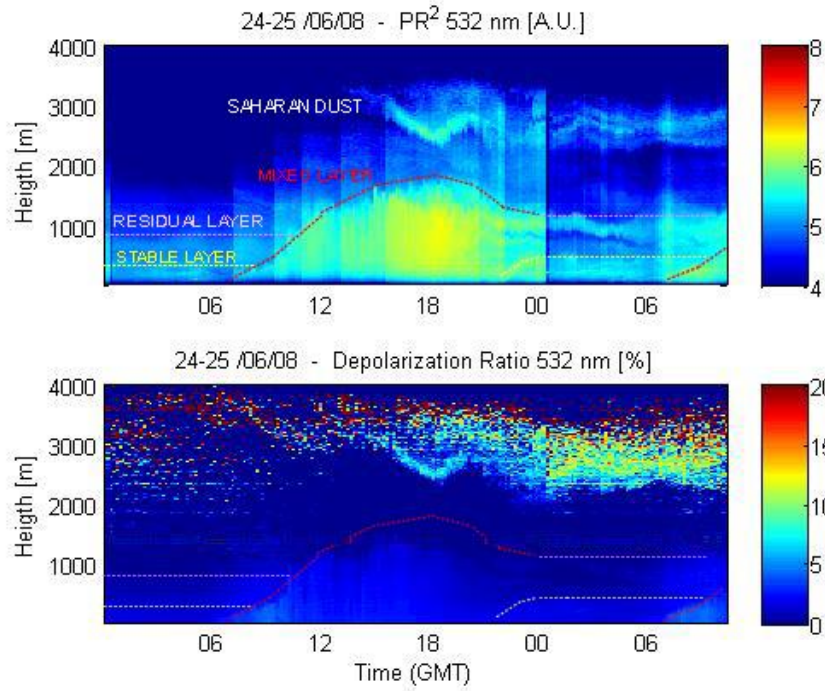 24-25 /06/08 - PR² 532 nm [A.U.]
4000
3000
2000
1000
Heigth [m]
SAHARAN DUST
MIXED LAYER
RESIDUAL LAYER
STABLE LAYER
06 12 18 00 06
8
7
6
5
4
24-25 /06/08 - Depolarization Ratio 532 nm [%]
4000
3000
2000
1000
Heigth [m]
06 12 18 00 06
Time (GMT)
20
15
10
5
0